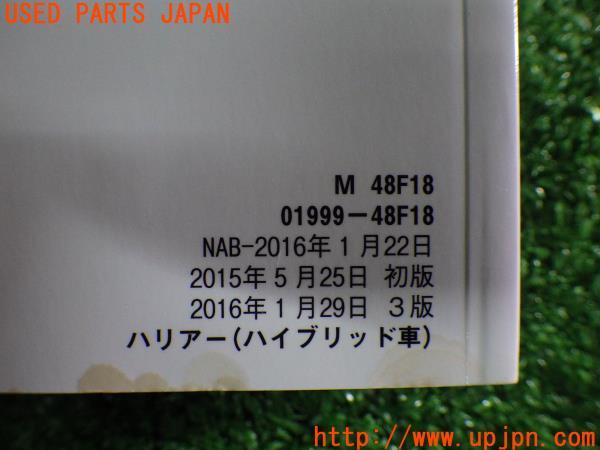 USED PARTS JAPAN
M 48F18
01999-48F18
NAB-2016年1月22日
2015年5月25日 初版
2016年1月29日 3版
ハリアー(ハイブリッド車)
http://www.upjpn.com/